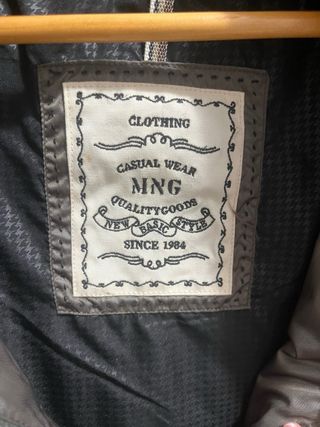 CLOTHING
CASUAL WEAR
MNG
QUALITYGOODS
NEW BASIC STYLE
SINCE 1984